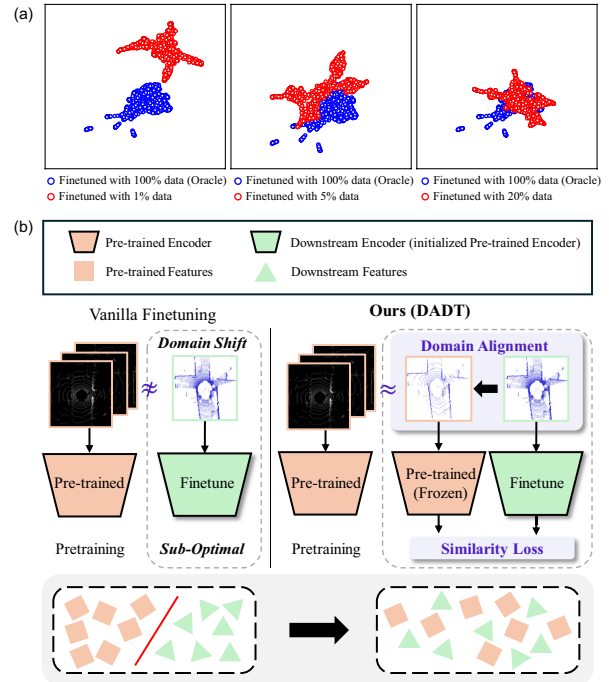 (a)
Finetuned with 100% data (Oracle)
Finetuned with 1% data
Finetuned with 100% data (Oracle)
Finetuned with 5% data
Finetuned with 100% data (Oracle)
Finetuned with 20% data
(b)
Pre-trained Encoder
Downstream Encoder (initialized Pre-trained Encoder)
Pre-trained Features
Downstream Features
Vanilla Finetuning
Ours (DADT)
Domain Shift
Domain Alignment
≉
≈
Pre-trained
Finetune
Pre-trained
Pre-trained
(Frozen)
Finetune
Pretraining
Sub-Optimal
Pretraining
Similarity Loss